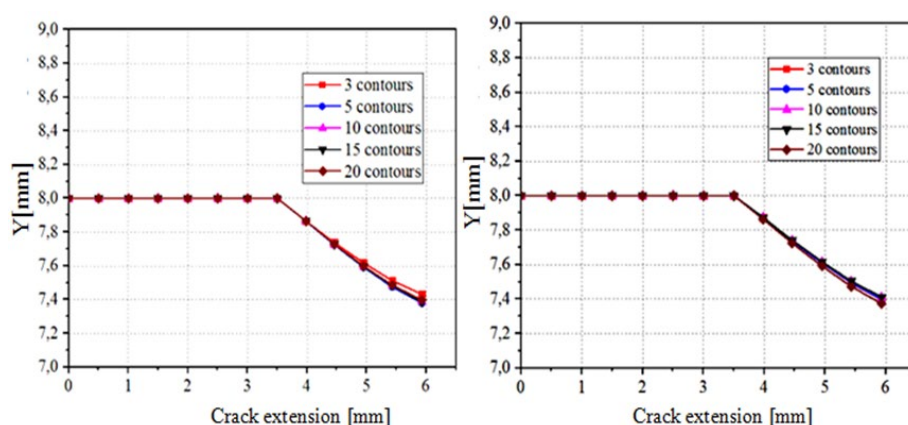 9,0
8,8
8,6
8,4
8,2
8,0
7,8
7,6
7,4
7,2
7,0
Y[mm]
3 contours
5 contours
10 contours
15 contours
20 contours
0 1 2 3 4 5 6
Crack extension [mm]
9,0
8,8
8,6
8,4
8,2
8,0
7,8
7,6
7,4
7,2
7,0
Y[mm]
3 contours
5 contours
10 contours
15 contours
20 contours
0 1 2 3 4 5 6
Crack extension [mm]